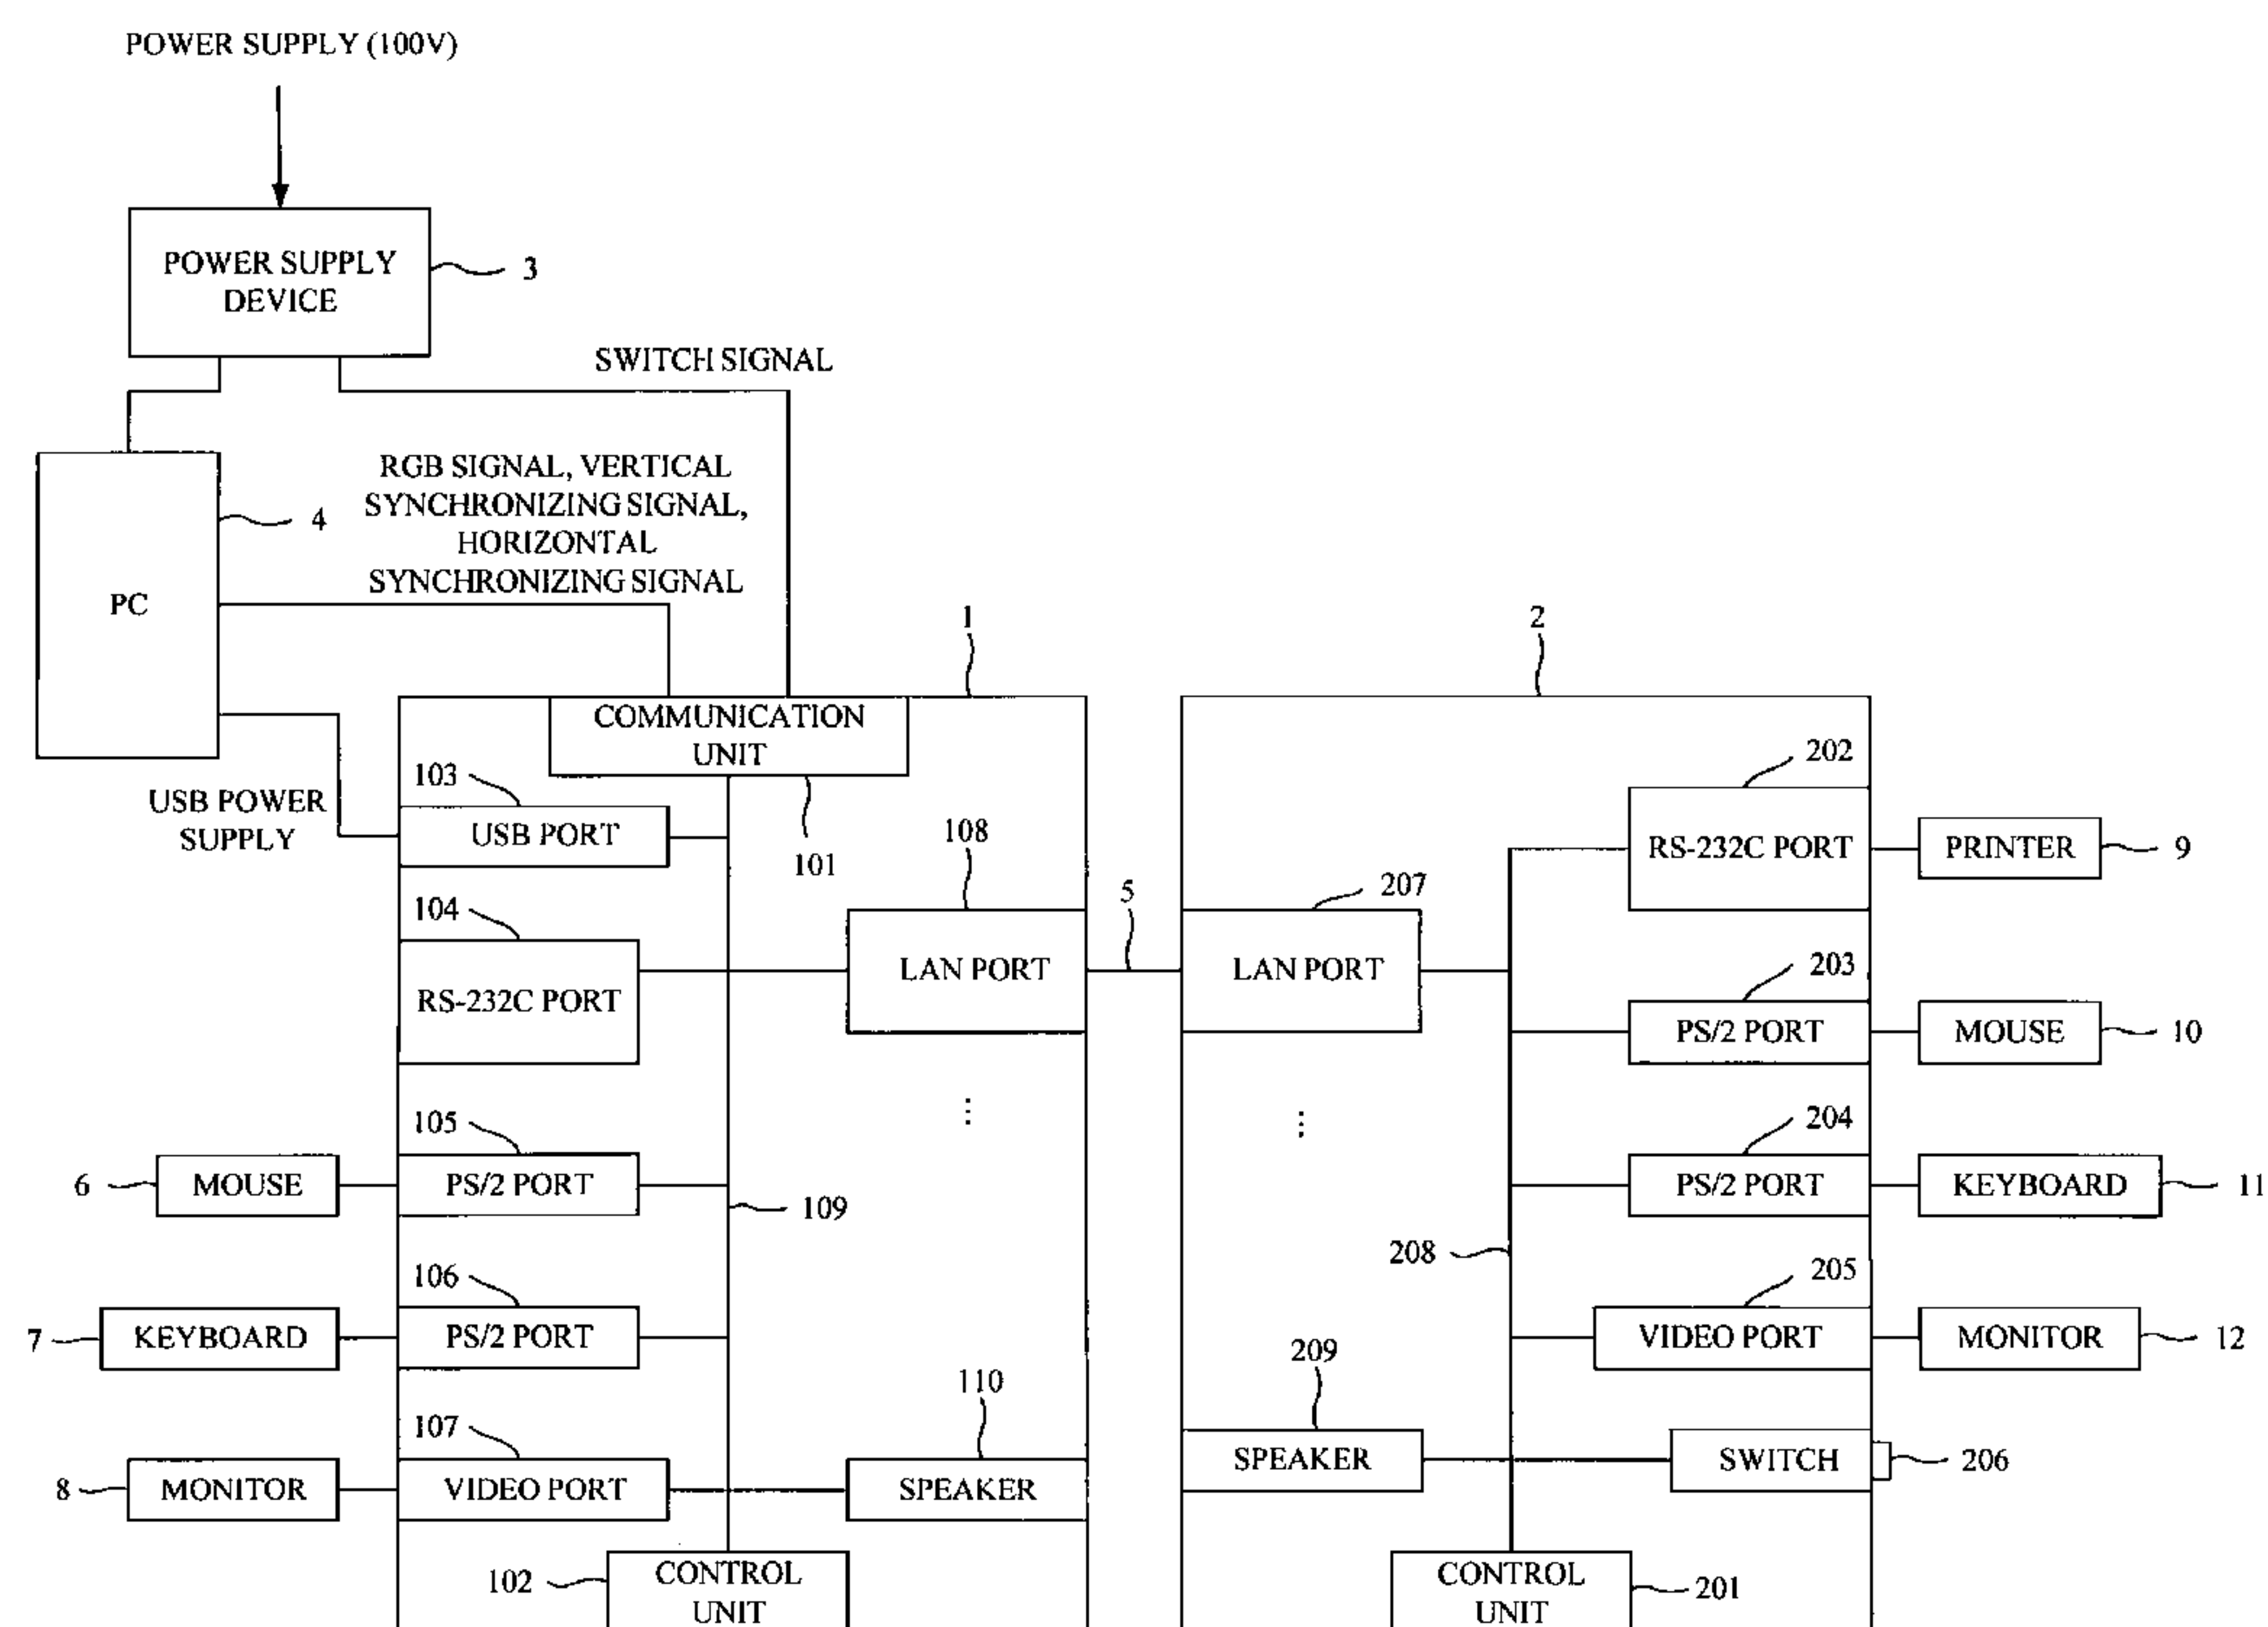 POWER SUPPLY (100V)
POWER SUPPLY
DEVICE
3
SWITCH SIGNAL
RGB SIGNAL, VERTICAL
SYNCHRONIZING SIGNAL,
HORIZONTAL
SYNCHRONIZING SIGNAL
4
PC
1
2
COMMUNICATION
UNIT
101
USB POWER
SUPPLY
103
USB PORT
104
RS-232C PORT
108
LAN PORT
5
207
LAN PORT
202
RS-232C PORT
PRINTER
9
203
PS/2 PORT
MOUSE
10
6
MOUSE
105
PS/2 PORT
109
204
PS/2 PORT
KEYBOARD
11
208
7
KEYBOARD
106
PS/2 PORT
205
VIDEO PORT
MONITOR
12
8
MONITOR
107
VIDEO PORT
110
SPEAKER
209
SPEAKER
SWITCH
206
102
CONTROL
UNIT
CONTROL
UNIT
201